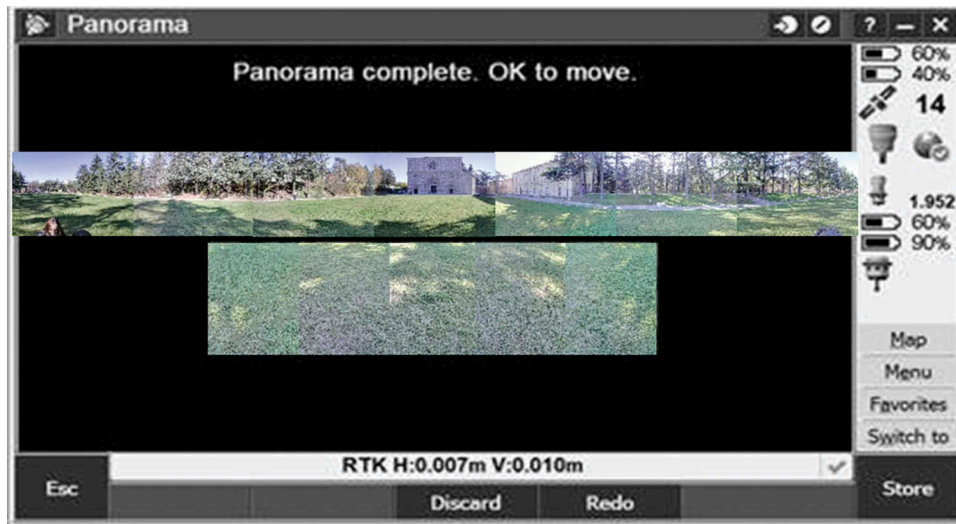 Panorama
? – ×
Panorama complete. OK to move.
60%
40%
14
1.952
60%
90%
Map
Menu
Favorites
Switch to
RTK H:0.007m V:0.010m
Esc
Discard
Redo
Store